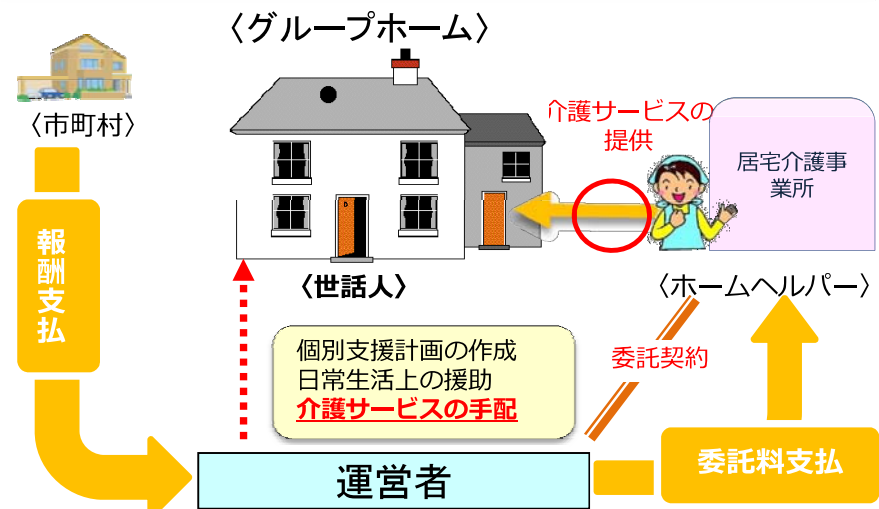 〈グループホーム〉
〈市町村〉
介護サービスの
提供
居宅介護事
業所
報酬支払
〈世話人〉
〈ホームヘルパー〉
個別支援計画の作成
日常生活上の援助
介護サービスの手配
委託契約
運営者
委託料支払